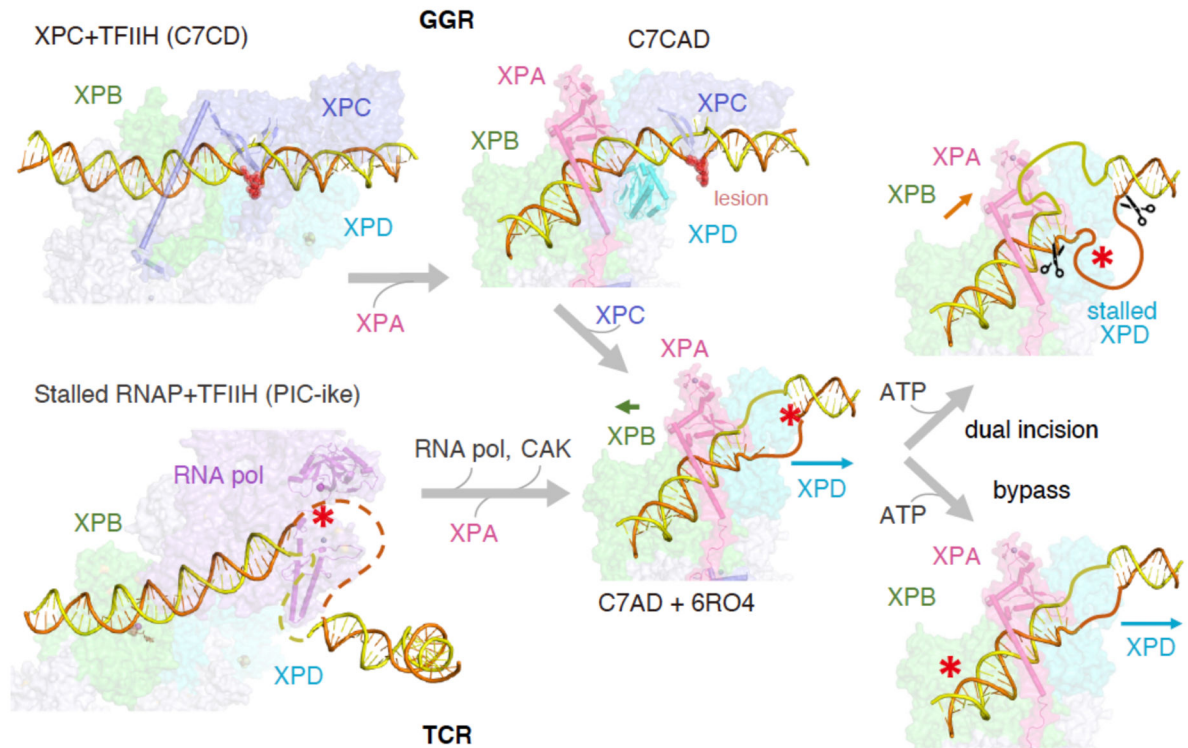 GGR
XPC+TFIIH (C7CD)
XPB
XPC
XPD
XPA
C7CAD
XPA
XPC
XPB
lesion
XPD
XPC
Stalled RNAP+TFIIH (PIC-like)
RNA pol
XPB
XPD
RNA pol, CAK
XPA
XPA
XPB
XPD
C7AD + 6RO4
XPA
XPB
stalled
XPD
ATP
dual incision
bypass
ATP
XPA
XPB
XPD
TCR